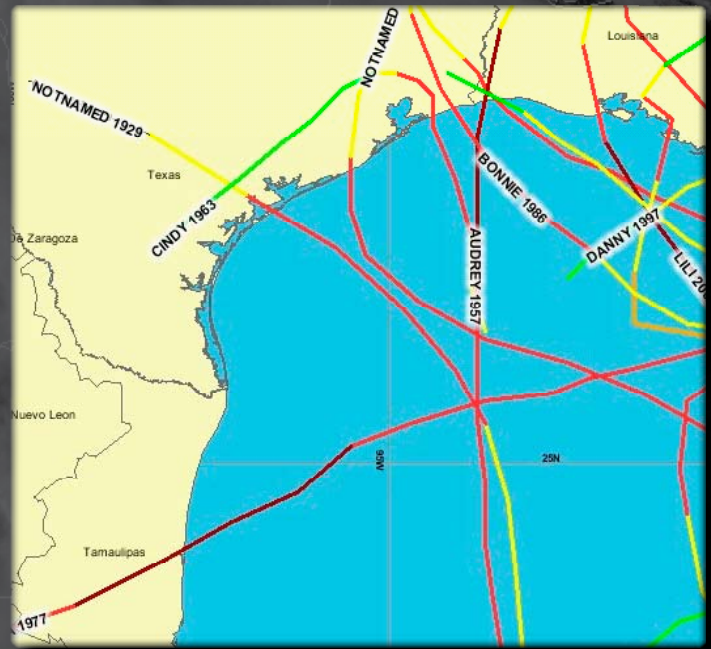 NOTNAMED
Louisiana
NOTNAMED 1929
Texas
BONNIE 1986
CINDY 1963
DANNY 1997
De Zaragoza
AUDREY 1957
LILI 200
Nuevo Leon
95W
25N
Tamaulipas
1977